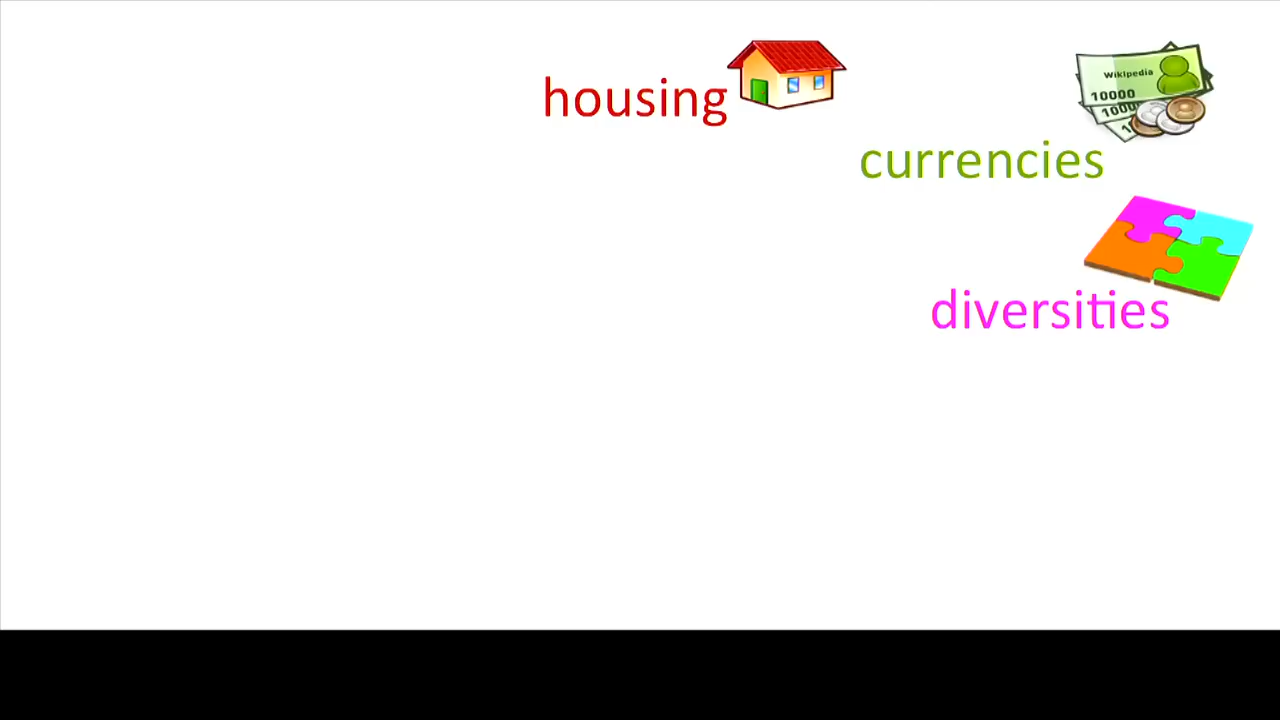 housing
Wikipedia
10000
currencies
diversities